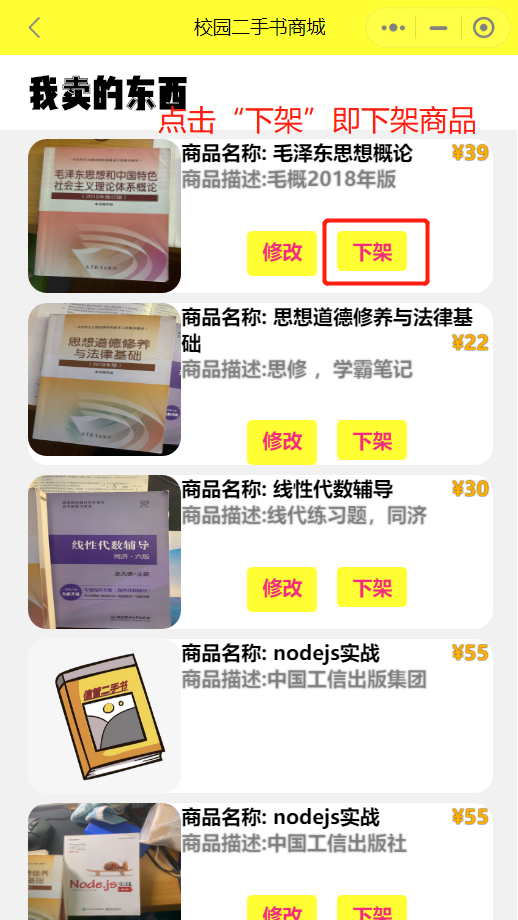 校园二手书商城
我卖的东西
点击“下架”即下架商品
商品名称: 毛泽东思想概论
¥39
商品描述:毛概2018年版
毛泽东思想和中国特色
社会主义理论体系概论
修改
下架
商品名称: 思想道德修养与法律基
础
¥22
商品描述:思修 ，学霸笔记
思想道德修养
与法律基础
修改
下架
商品名称: 线性代数辅导
¥30
商品描述:线代练习题，同济
线性代数辅导
同济·六版
修改
下架
商品名称: nodejs实战
¥55
商品描述:中国工信出版集团
信管二手书
商品名称: nodejs实战
¥55
商品描述:中国工信出版社
Node.js实战
修改
下架